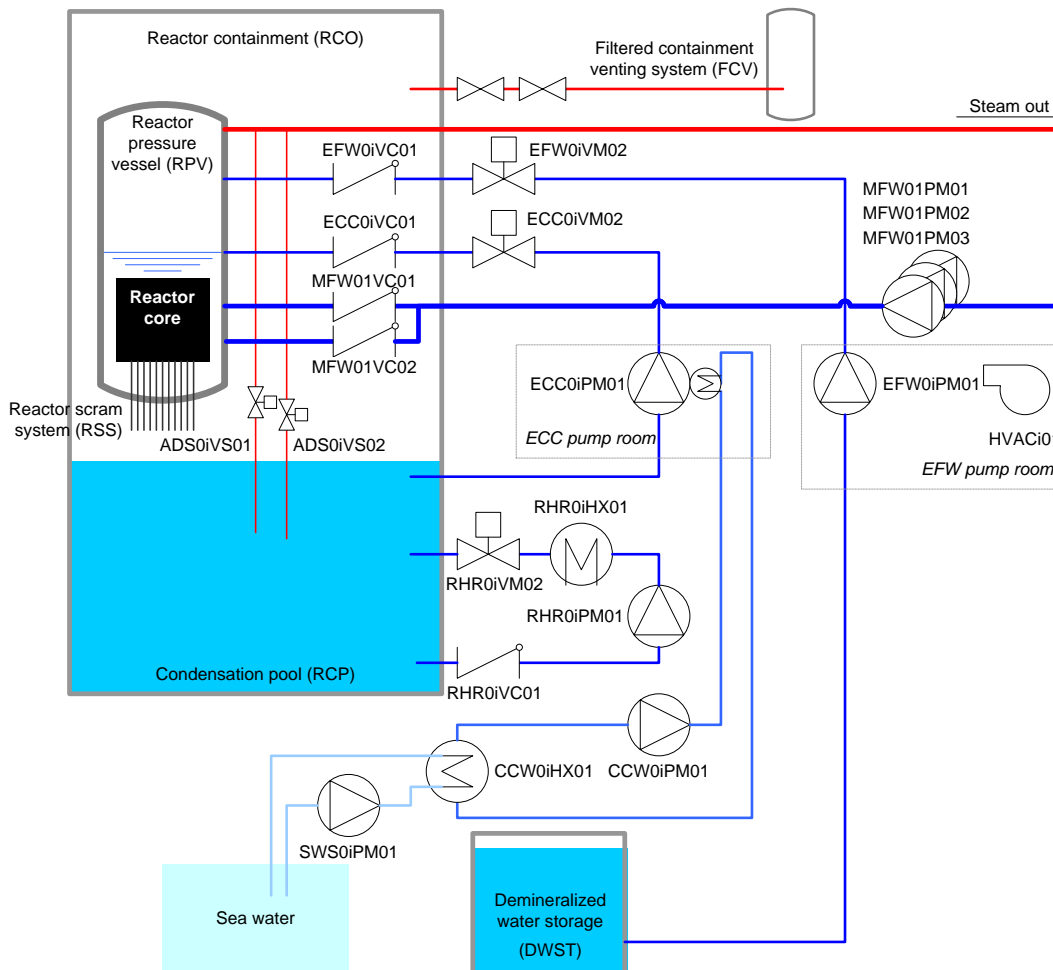 Reactor containment (RCO)
Filtered containment
venting system (FCV)
Steam out
Reactor
pressure
vessel (RPV)
EFW0iVC01
EFW0iVM02
MFW01PM01
MFW01PM02
MFW01PM03
ECC0iVC01
ECC0iVM02
MFW01VC01
Reactor
core
MFW01VC02
ECC0iPM01
EFW0iPM01
Reactor scram
system (RSS)
ADS0iVS01
ADS0iVS02
ECC pump room
HVACi01
EFW pump room
RHR0iHX01
RHR0iVM02
RHR0iPM01
Condensation pool (RCP)
RHR0iVC01
CCW0iHX01
CCW0iPM01
SWS0iPM01
Sea water
Demineralized
water storage
(DWST)